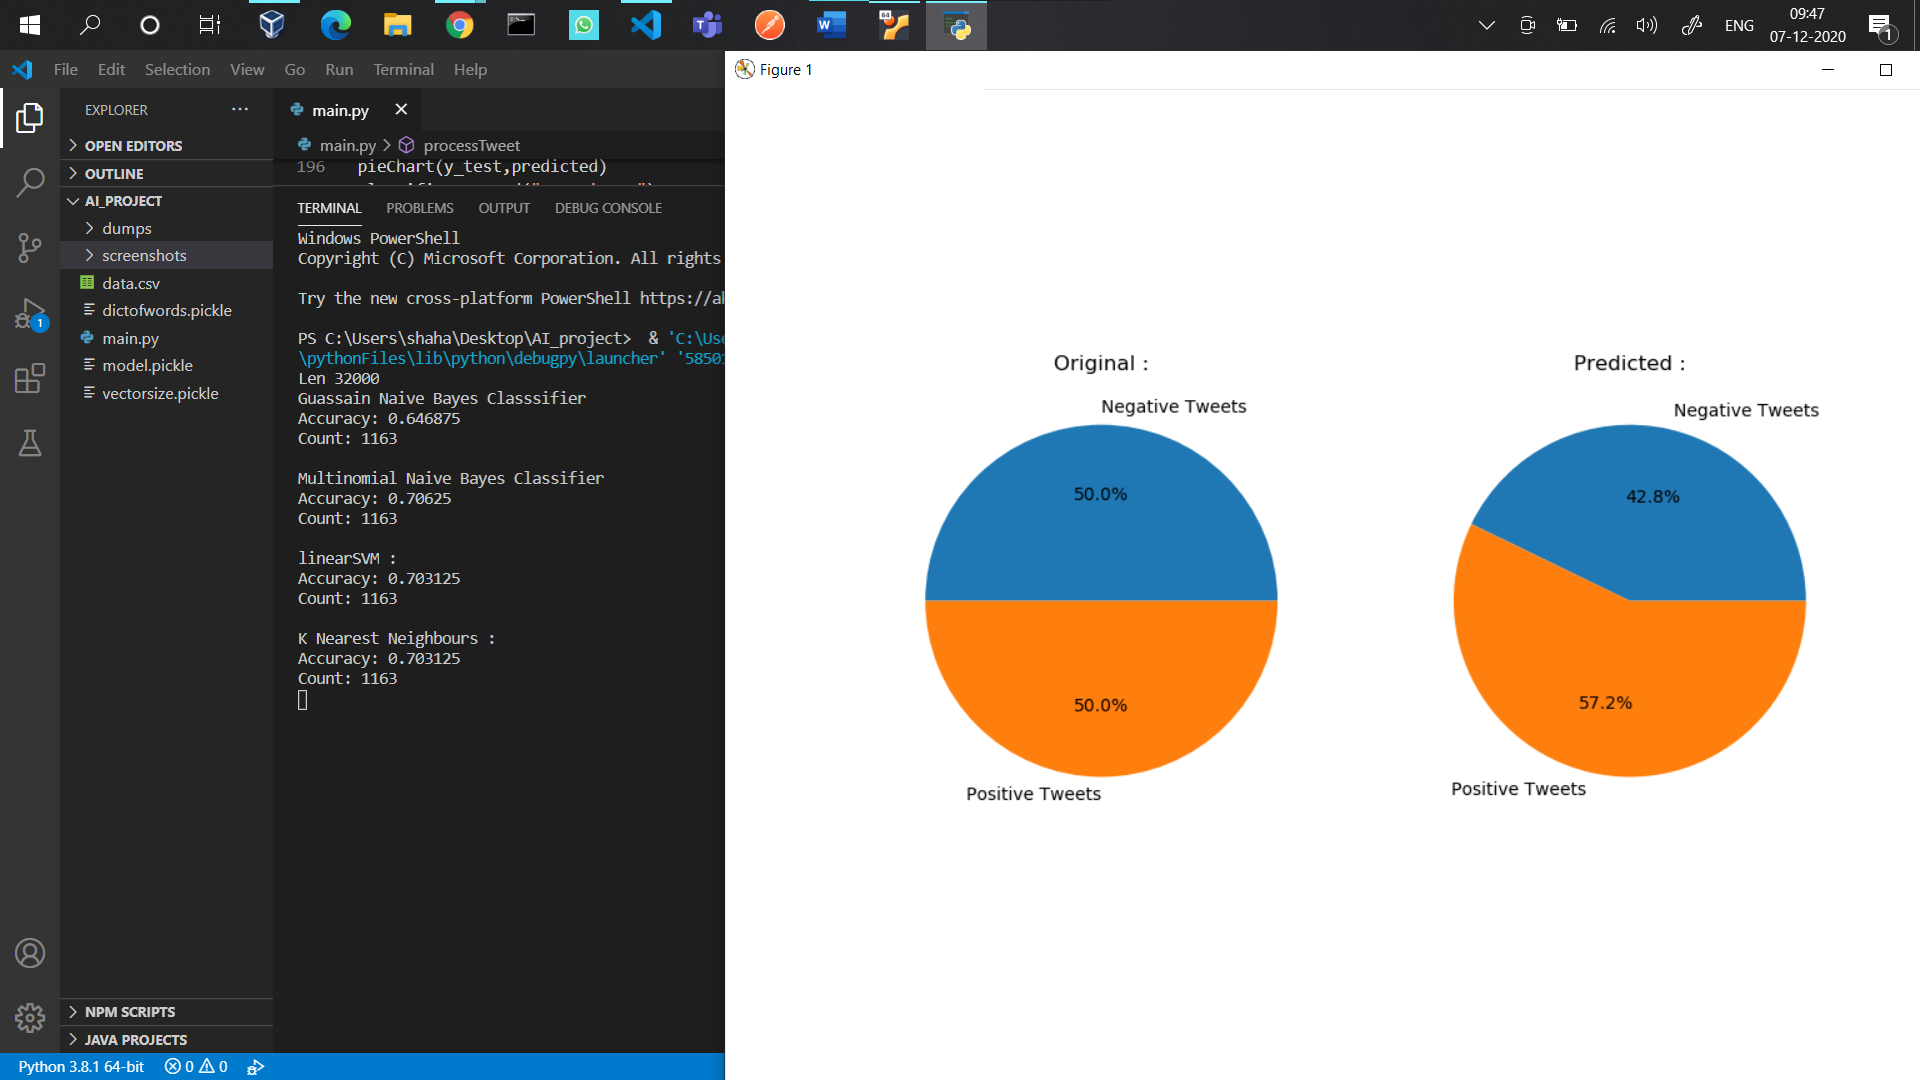 ENG
09:47
07-12-2020
1
File Edit Selection View Go Run Terminal Help
EXPLORER
OPEN EDITORS
OUTLINE
AI_PROJECT
dumps
screenshots
data.csv
dictofwords.pickle
main.py
model.pickle
vectorsize.pickle
1
NPM SCRIPTS
JAVA PROJECTS
main.py
main.py > processTweet
196 pieChart(y_test,predicted)
TERMINAL PROBLEMS OUTPUT DEBUG CONSOLE
Windows PowerShell
Copyright (C) Microsoft Corporation. All rights
Try the new cross-platform PowerShell https://a
PS C:\Users\shaha\Desktop\AI_project> & 'C:\Use
\pythonFiles\lib\python\debugpy\launcher' '5850
Len 32000
Guassain Naive Bayes Classsifier
Accuracy: 0.646875
Count: 1163
Multinomial Naive Bayes Classifier
Accuracy: 0.70625
Count: 1163
linearSVM :
Accuracy: 0.703125
Count: 1163
K Nearest Neighbours :
Accuracy: 0.703125
Count: 1163
Python 3.8.1 64-bit 0 0
Figure 1
Original :
Negative Tweets
50.0%
50.0%
Positive Tweets
Predicted :
Negative Tweets
42.8%
57.2%
Positive Tweets